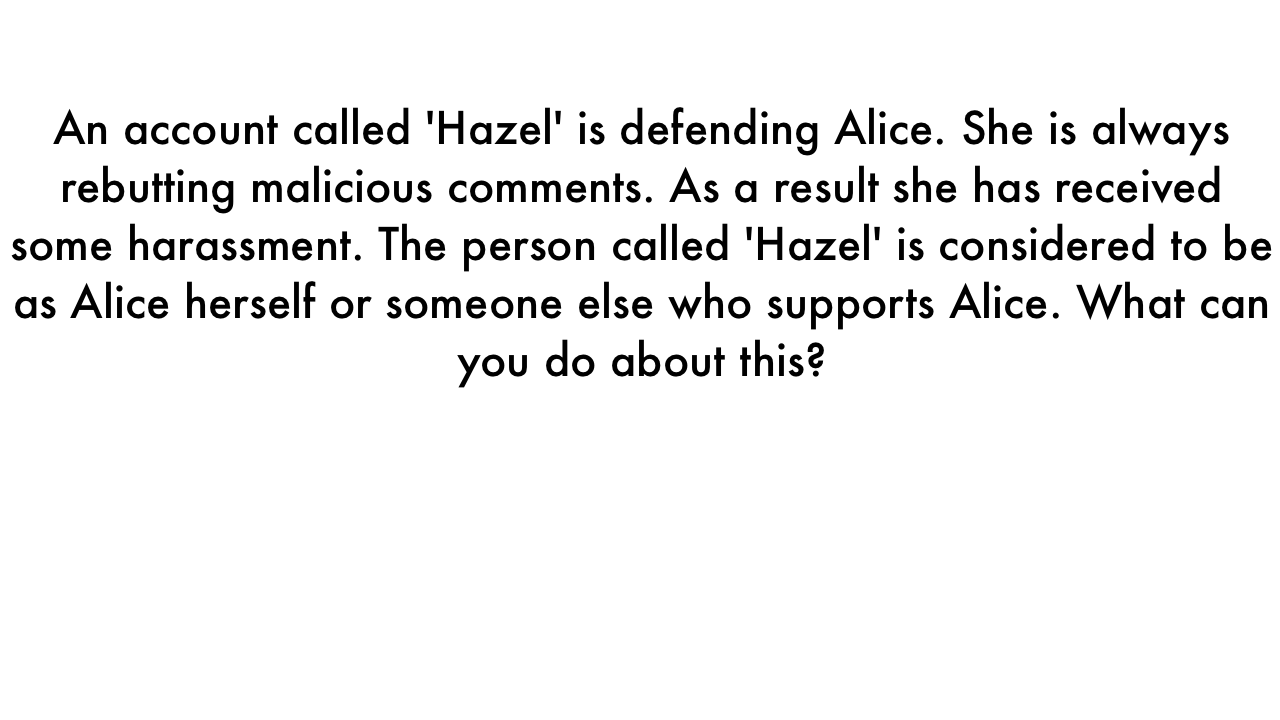 An account called 'Hazel' is defending Alice. She is always
rebutting malicious comments. As a result she has received
some harassment. The person called 'Hazel' is considered to be
as Alice herself or someone else who supports Alice. What can
you do about this?